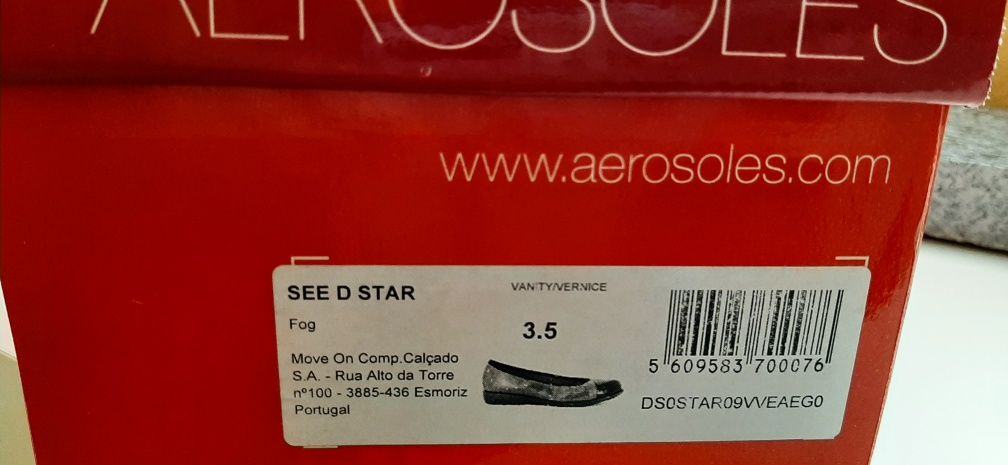 AEROSOLES
www.aerosoles.com
SEE D STAR
VANITY/VERNICE
Fog
3.5
Move On Comp.Calçado
S.A. - Rua Alto da Torre
nº100 - 3885-436 Esmoriz
Portugal
5 609583 700076
DS0STAR09VVEAEG0